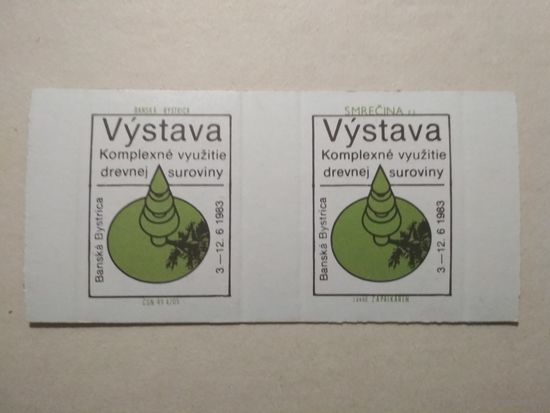 BANSKÁ BYSTRICA
Výstava
Komplexné využitie
drevnej suroviny
Banská Bystrica
3—12. 6 1983
SMREČINA
Výstava
Komplexné využitie
drevnej suroviny
Banská Bystrica
3—12. 6 1983
ZÁPALKÁREŇ